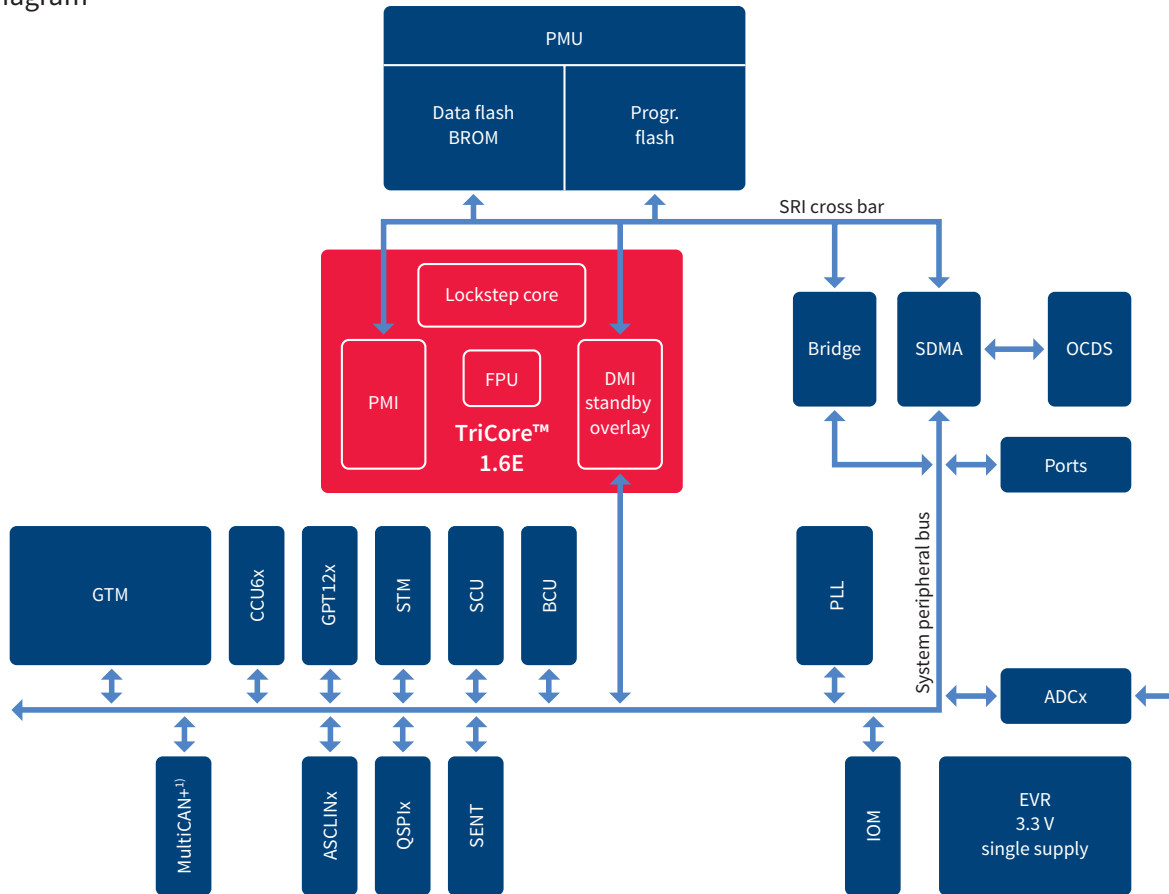 PMU
Data flash
BROM
Progr.
flash
SRI cross bar
Lockstep core
PMI
FPU
DMI
standby
overlay
TriCore™
1.6E
Bridge
SDMA
OCDS
Ports
System peripheral bus
GTM
CCU6x
GPT12x
STM
SCU
BCU
PLL
ADCx
MultiCAN+¹⁾
ASCLINx
QSPIx
SENT
IOM
EVR
3.3 V
single supply